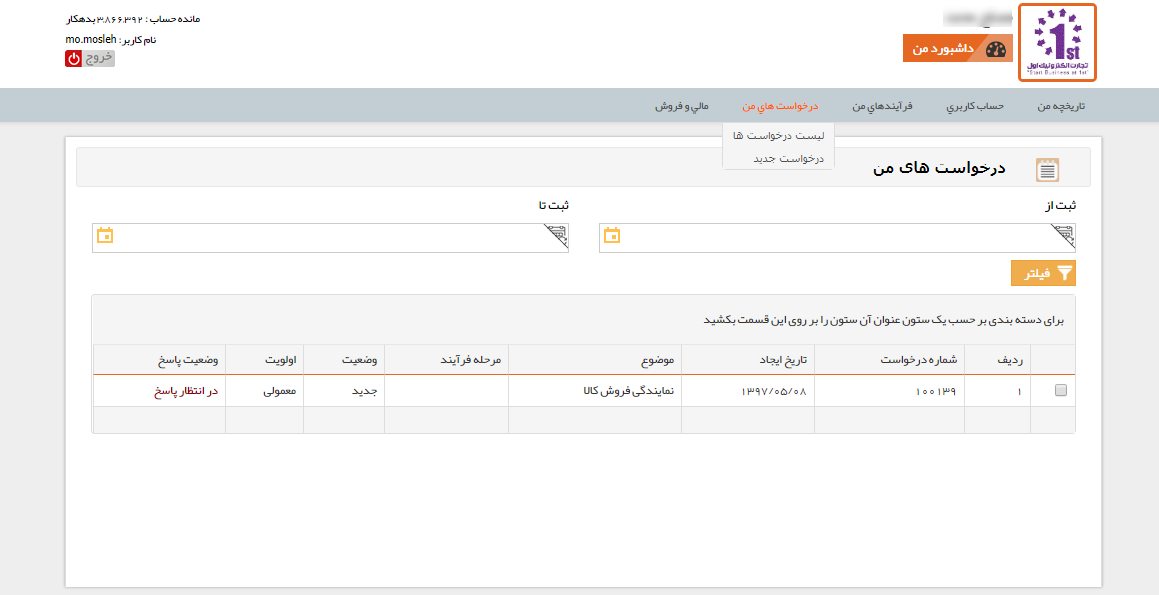 1st
تجارت الکترونیک اول
"Start Business at 1st"
داشبورد من
مانده حساب : ۳,۸۶۶,۳۹۲ بدهکار
نام کاربر : mo.mosleh
خروج
تاریخچه من
حساب کاربري
فرآیندهاي من
درخواست هاي من
مالي و فروش
لیست درخواست ها
درخواست جدید
درخواست های من
ثبت از
ثبت تا
فیلتر
برای دسته بندی بر حسب یک ستون عنوان آن ستون را بر روی این قسمت بکشید
ردیف شماره درخواست تاریخ ایجاد موضوع مرحله فرآیند وضعیت اولویت وضعیت پاسخ
۱ ۱۰۰۱۳۹ ۱۳۹۷/۰۵/۰۸ نمایندگی فروش کالا جدید معمولی در انتظار پاسخ